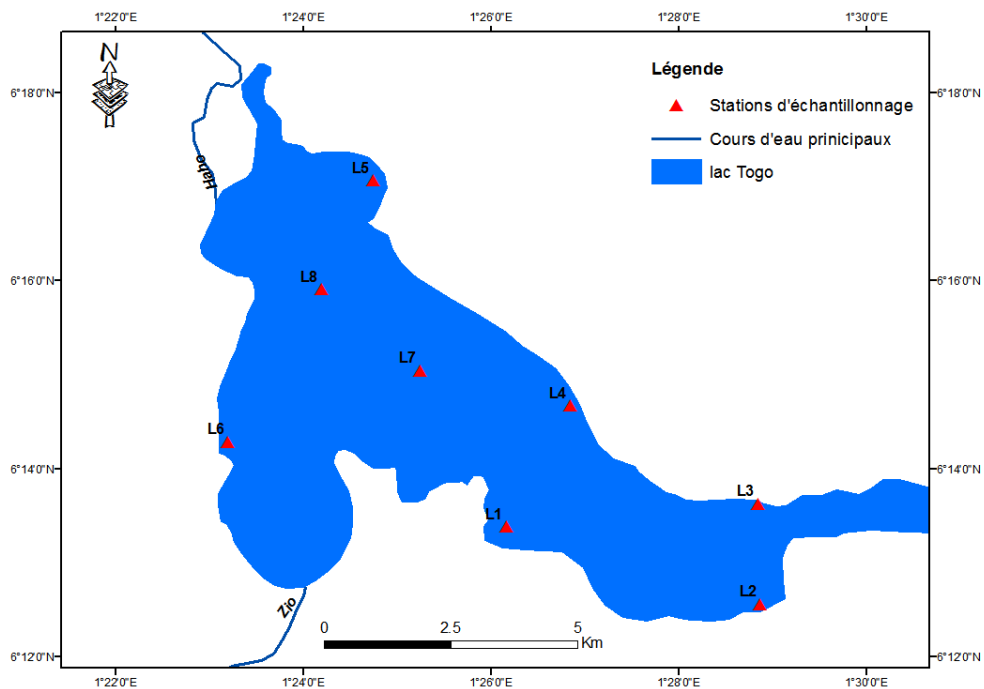 1°22'0"E 1°24'0"E 1°26'0"E 1°28'0"E 1°30'0"E
N
Légende
Stations d'échantillonnage
Cours d'eau prinicipaux
lac Togo
6°18'0"N 6°18'0"N
Haho
L5
6°16'0"N 6°16'0"N
L8
L7
L4
L6
6°14'0"N 6°14'0"N
L3
L1
L2
Zio
0 2.5 5
Km
6°12'0"N 6°12'0"N
1°22'0"E 1°24'0"E 1°26'0"E 1°28'0"E 1°30'0"E